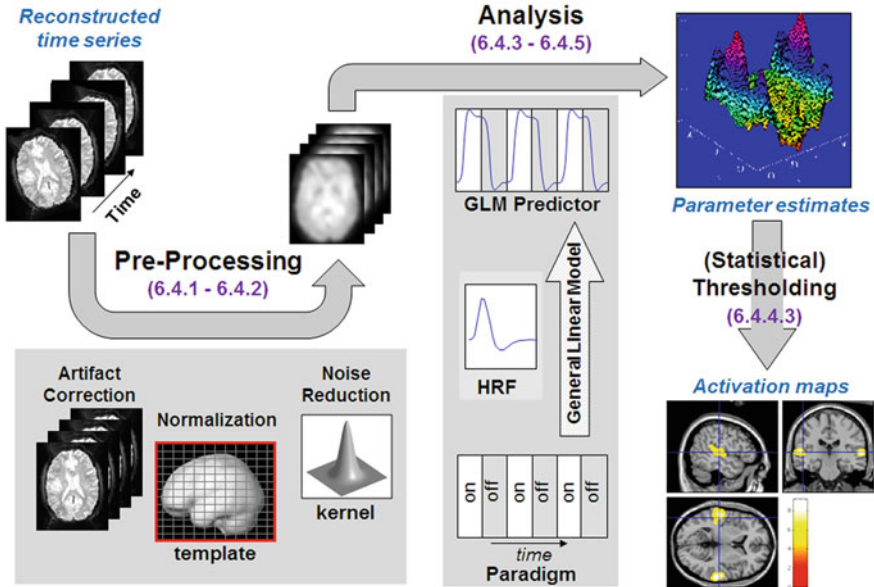 Reconstructed
time series
Time
Pre-Processing
(6.4.1 - 6.4.2)
Artifact
Correction
Normalization
template
Noise
Reduction
kernel
Analysis
(6.4.3 - 6.4.5)
GLM Predictor
HRF
General Linear Model
on off on off on off
time
Paradigm
Parameter estimates
(Statistical)
Thresholding
(6.4.4.3)
Activation maps